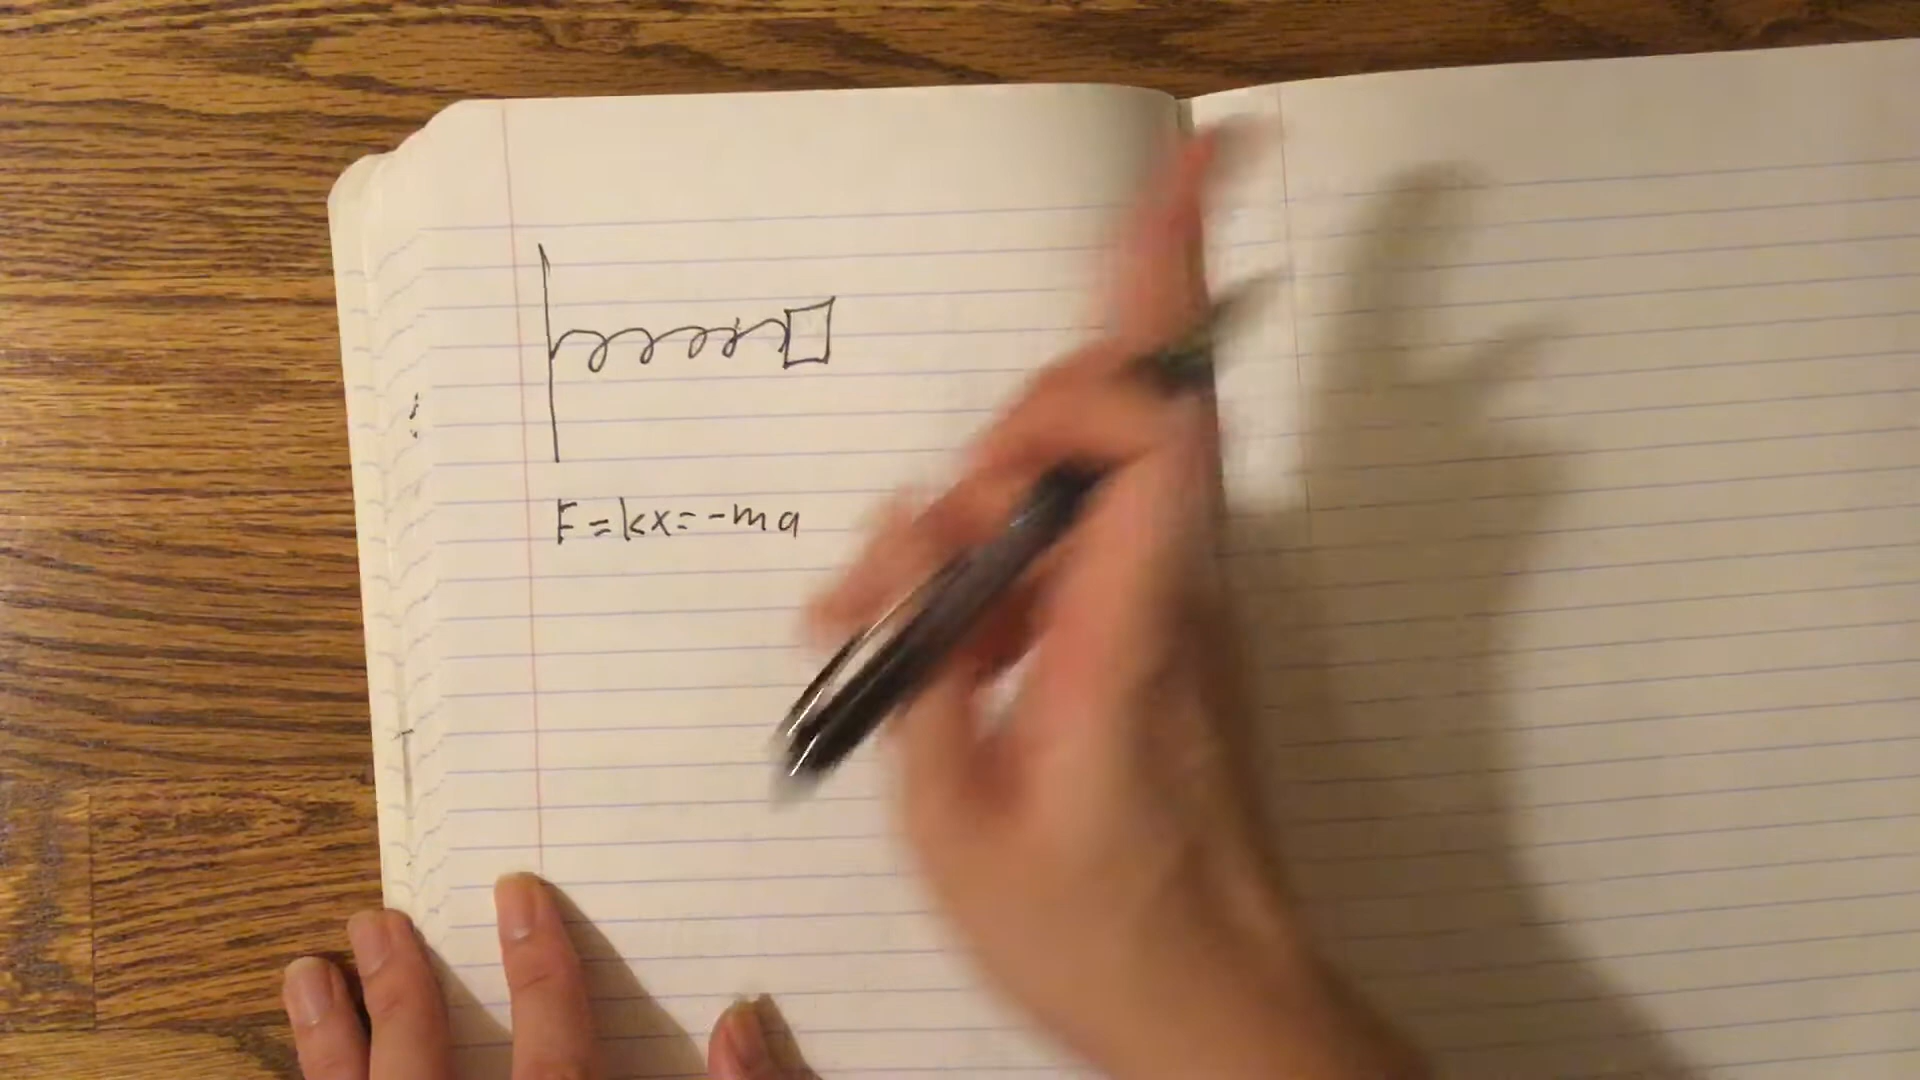 F = kx = -ma